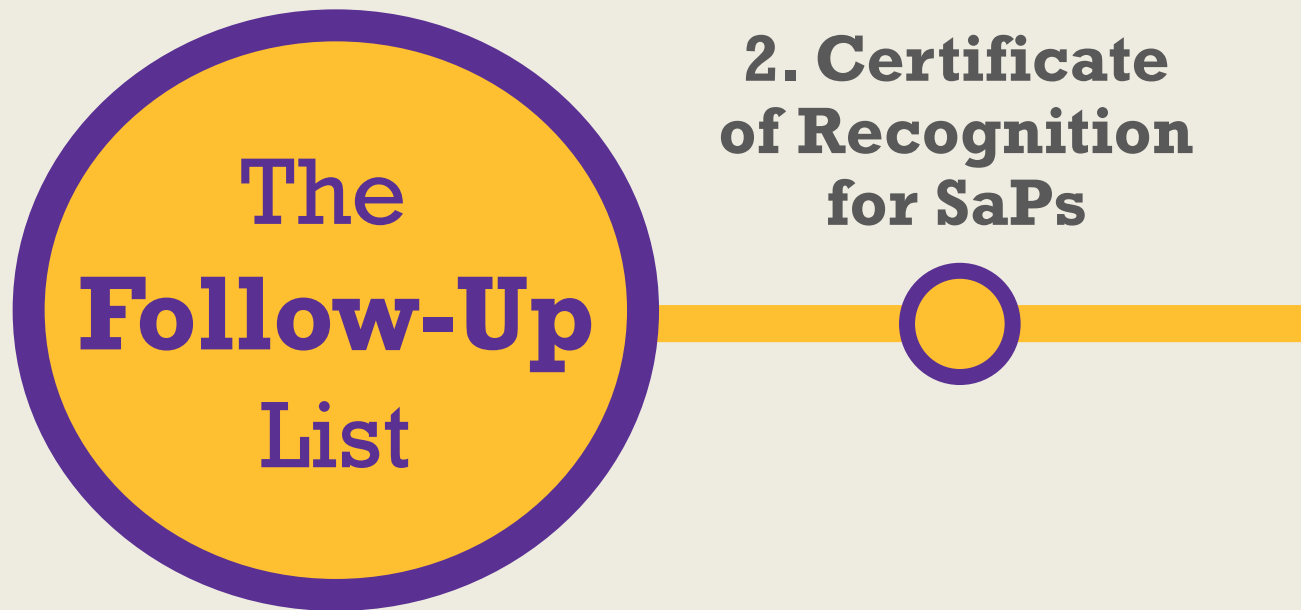 The
Follow-Up
List
2. Certificate
of Recognition
for SaPs